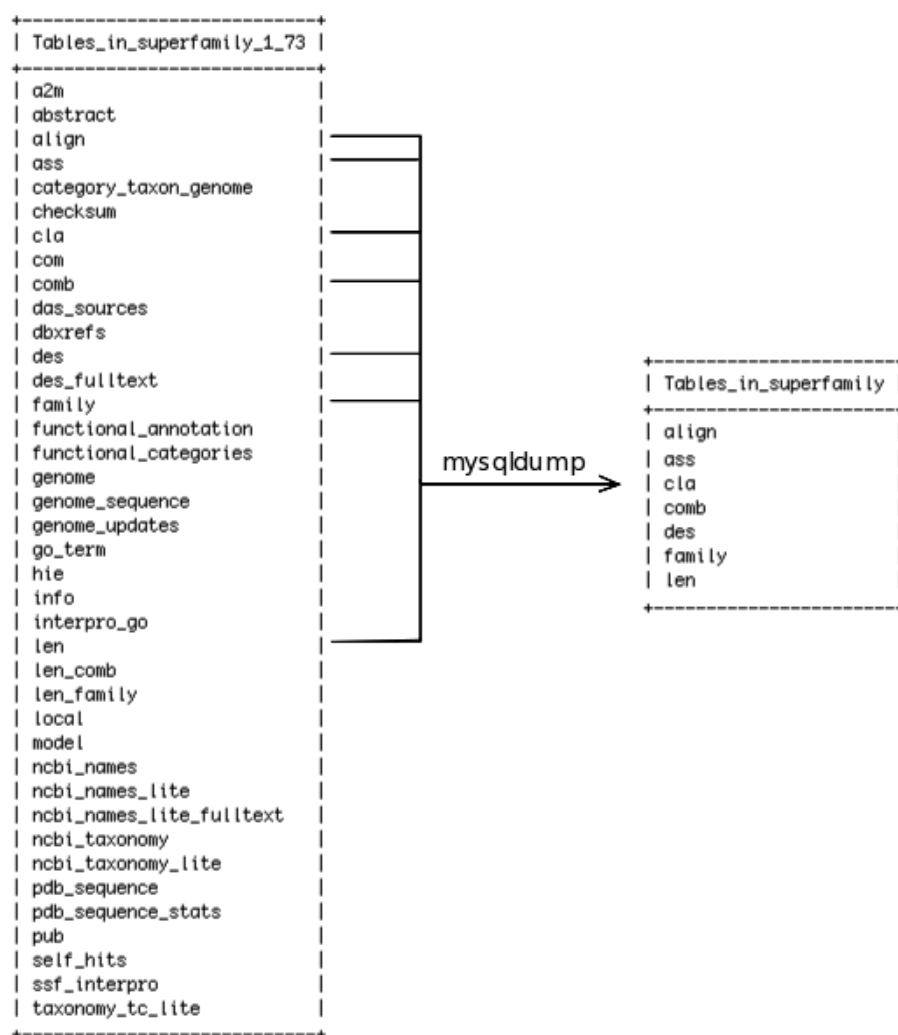 Tables_in_superfamily_1_73
a2m
abstract
align
ass
category_taxon_genome
checksum
cla
com
comb
das_sources
dbxrefs
des
des_fulltext
family
functional_annotation
functional_categories
genome
genome_sequence
genome_updates
go_term
hie
info
interpro_go
len
len_comb
len_family
local
model
ncbi_names
ncbi_names_lite
ncbi_names_lite_fulltext
ncbi_taxonomy
ncbi_taxonomy_lite
pdb_sequence
pdb_sequence_stats
pub
self_hits
ssf_interpro
taxonomy_tc_lite
mysqldump
Tables_in_superfamily
align
ass
cla
comb
des
family
len